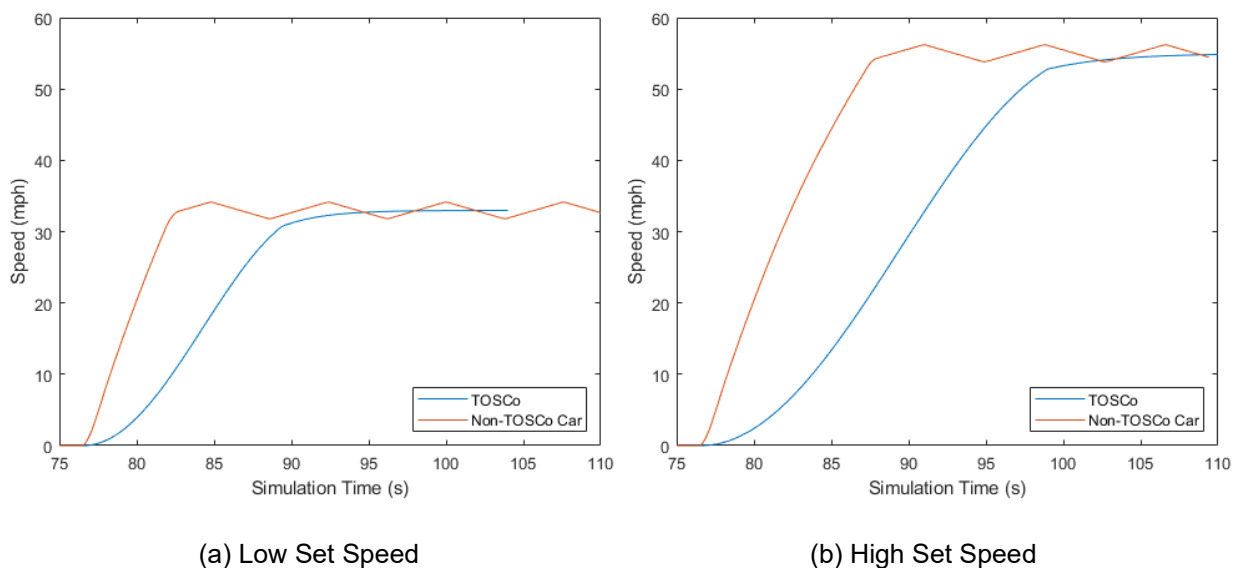 60
50
40
30
20
10
0
Speed (mph)
75 80 85 90 95 100 105 110
Simulation Time (s)
TOSCo
Non-TOSCo Car
(a) Low Set Speed
60
50
40
30
20
10
0
Speed (mph)
75 80 85 90 95 100 105 110
Simulation Time (s)
TOSCo
Non-TOSCo Car
(b) High Set Speed